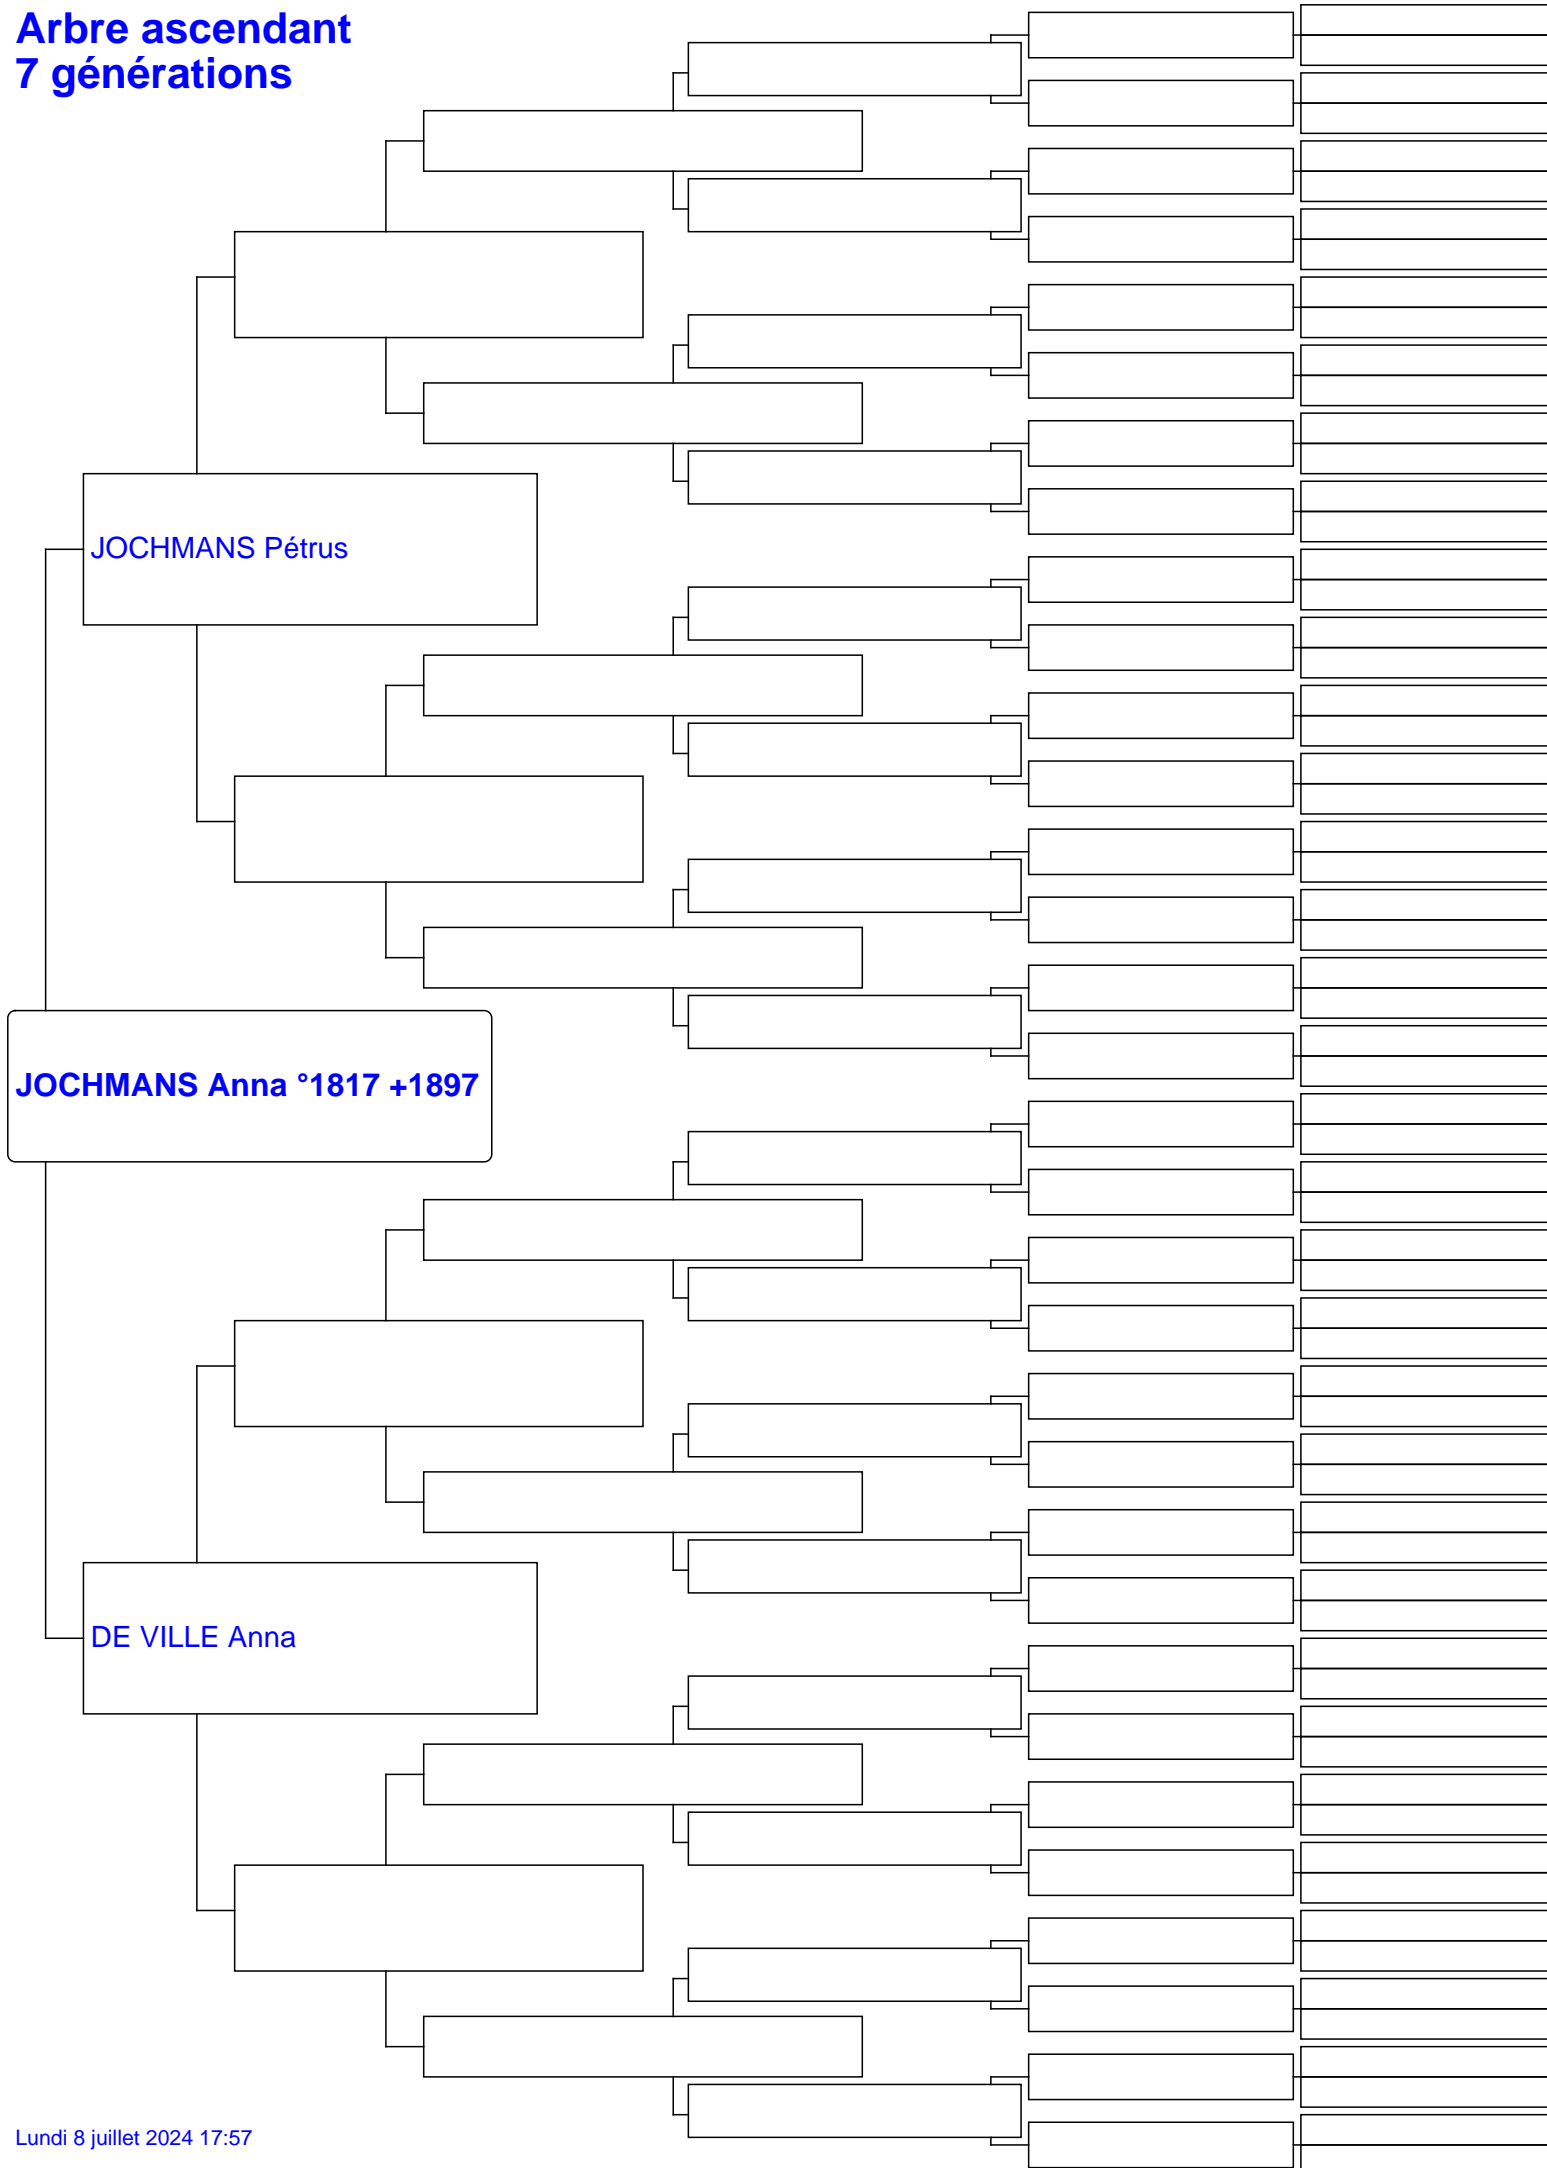 Arbre ascendant
7 générations
JOCHMANS Pétrus
JOCHMANS Anna °1817 +1897
DE VILLE Anna
Lundi 8 juillet 2024 17:57